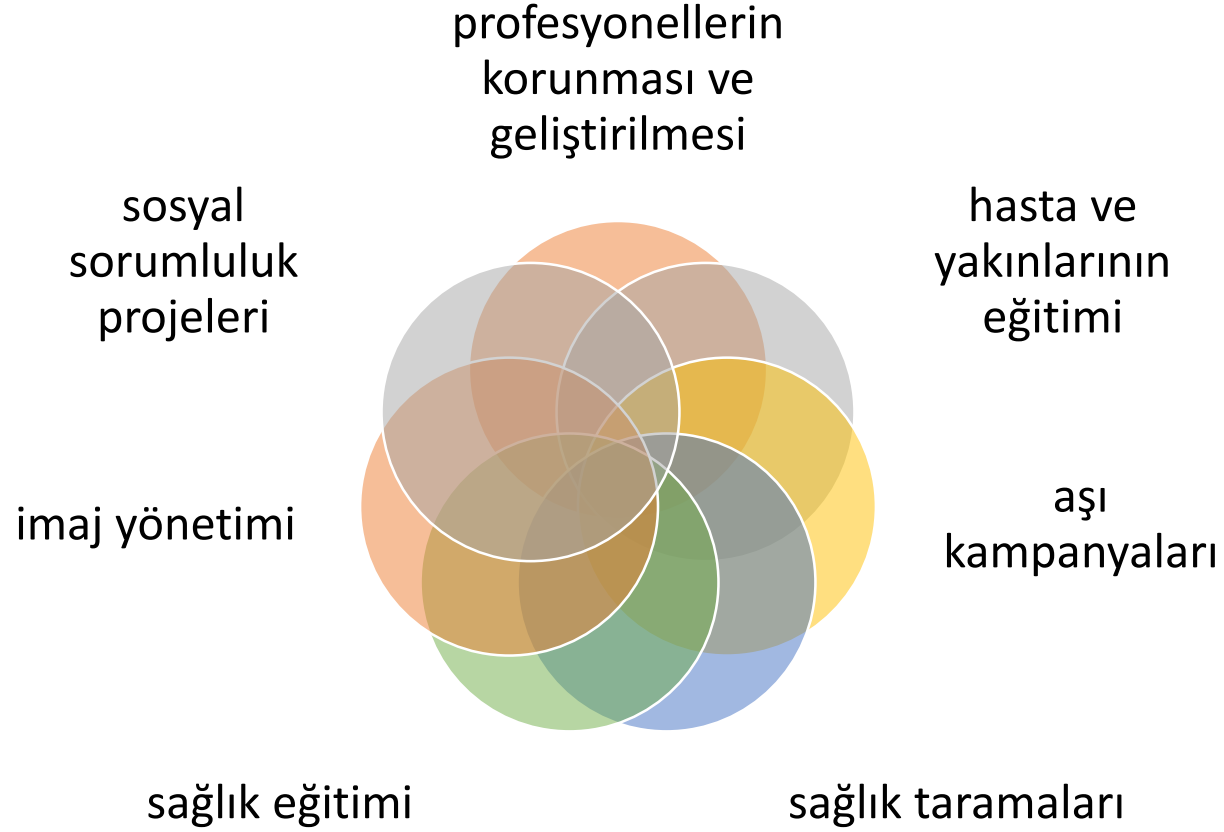 profesyonellerin
korunması ve
geliştirilmesi
hasta ve
yakınlarının
eğitimi
aşı
kampanyaları
sağlık taramaları
sağlık eğitimi
imaj yönetimi
sosyal
sorumluluk
projeleri